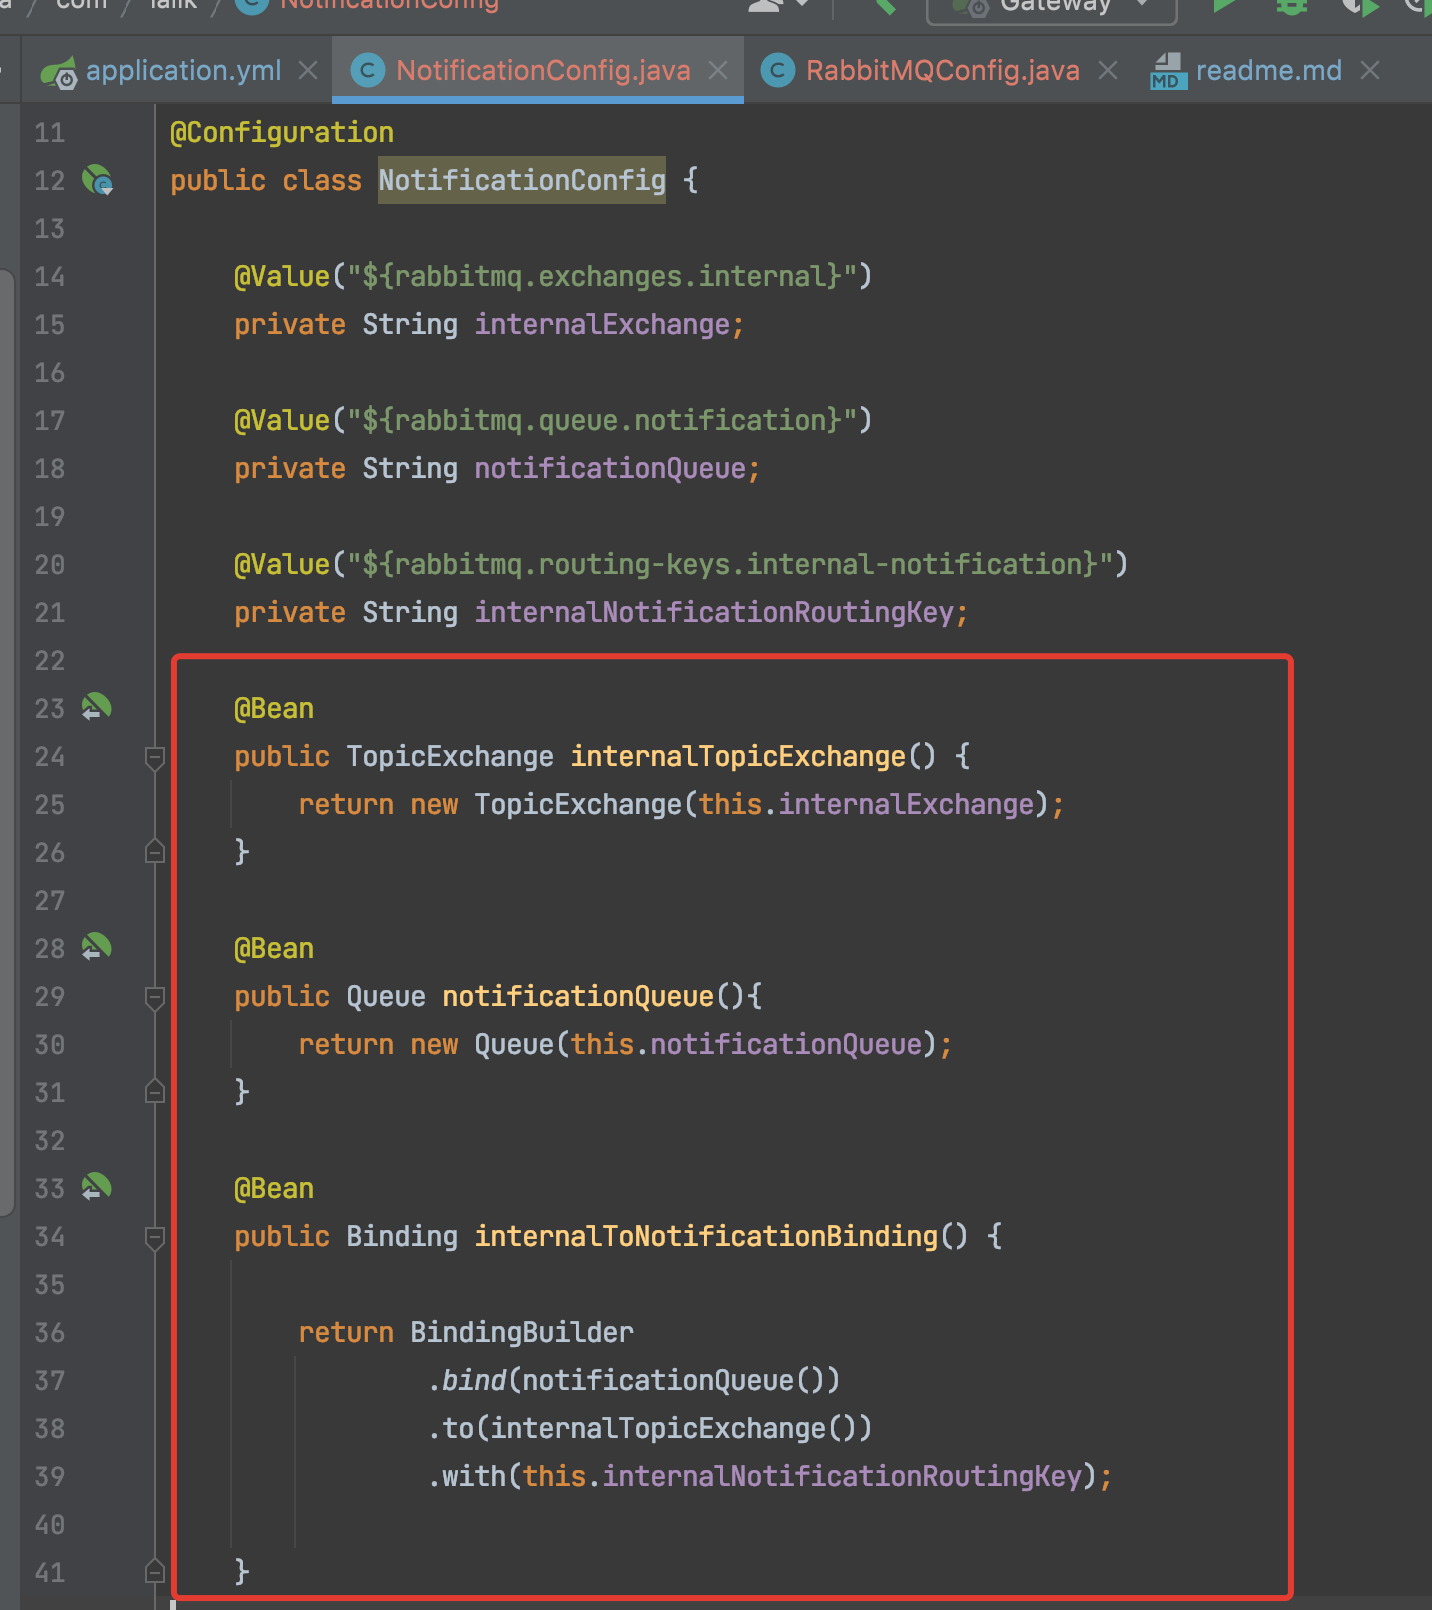 com / lalik / NotificationConfig Gateway
application.yml NotificationConfig.java RabbitMQConfig.java readme.md
11 @Configuration
12 public class NotificationConfig {
13
14 @Value("${rabbitmq.exchanges.internal}")
15 private String internalExchange;
16
17 @Value("${rabbitmq.queue.notification}")
18 private String notificationQueue;
19
20 @Value("${rabbitmq.routing-keys.internal-notification}")
21 private String internalNotificationRoutingKey;
22
23 @Bean
24 public TopicExchange internalTopicExchange() {
25 return new TopicExchange(this.internalExchange);
26 }
27
28 @Bean
29 public Queue notificationQueue(){
30 return new Queue(this.notificationQueue);
31 }
32
33 @Bean
34 public Binding internalToNotificationBinding() {
35
36 return BindingBuilder
37 .bind(notificationQueue())
38 .to(internalTopicExchange())
39 .with(this.internalNotificationRoutingKey);
40
41 }